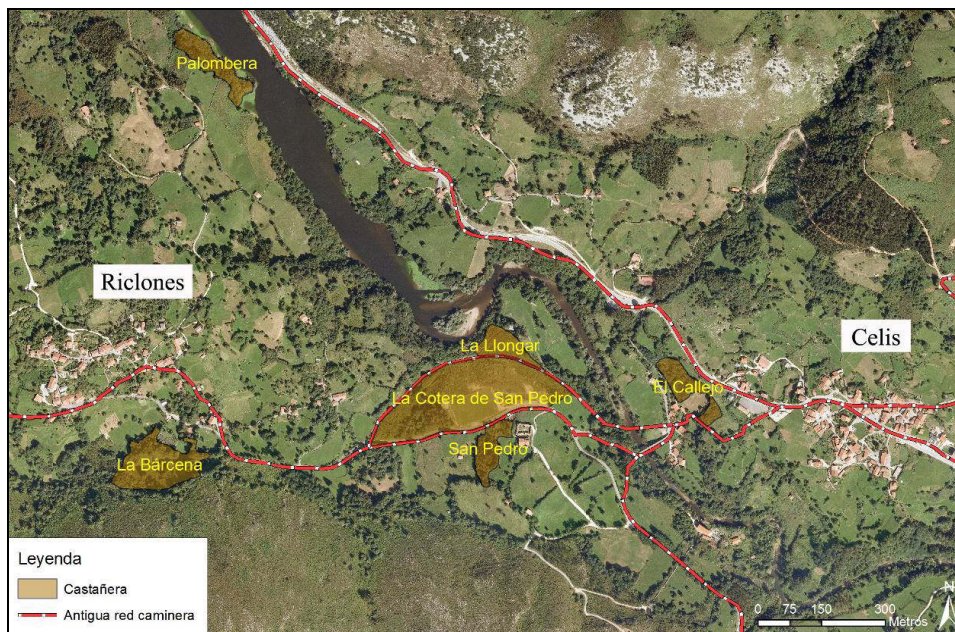 Palombera
Riclones
Celis
La Llongar
El Callejo
La Cotera de San Pedro
San Pedro
La Bárcena
Leyenda
Castañera
Antigua red caminera
N
0 75 150 300
Metros